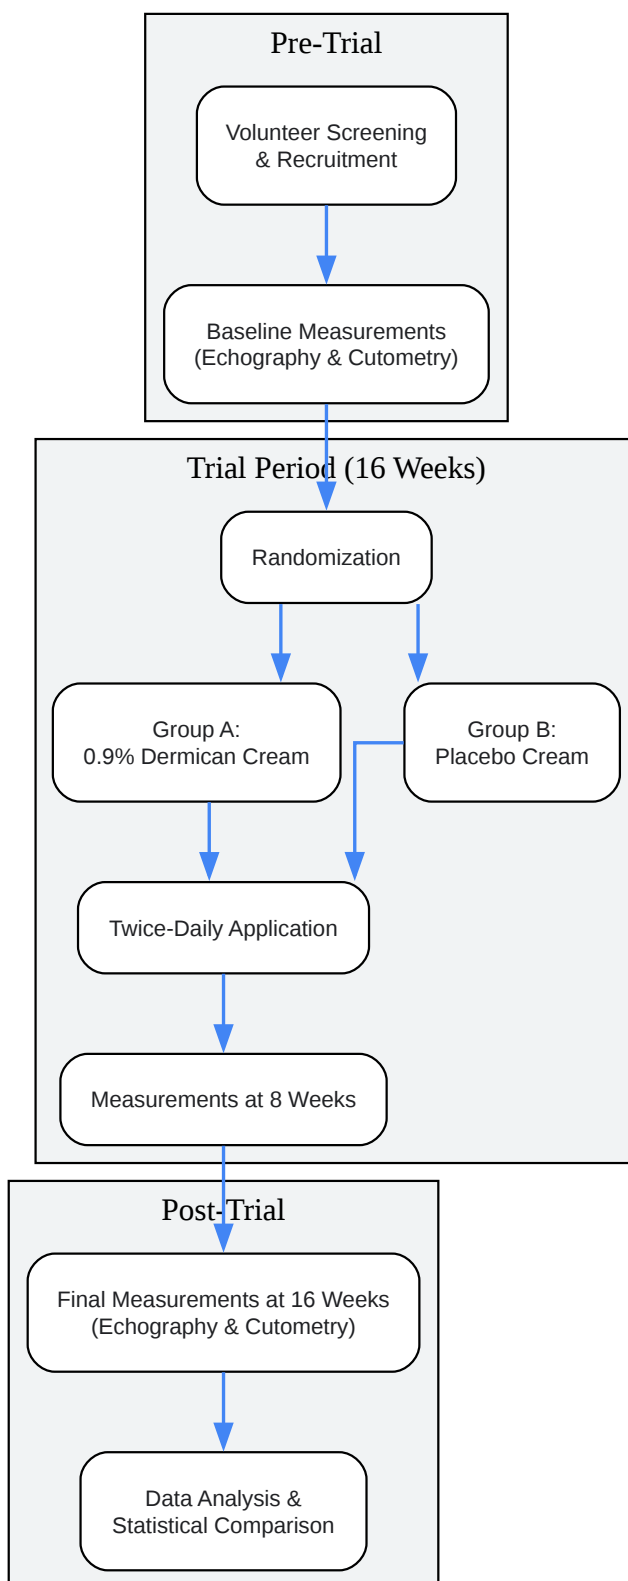 Pre-Trial
Volunteer Screening
& Recruitment
Baseline Measurements
(Echography & Cutometry)
Trial Period (16 Weeks)
Randomization
Group A:
0.9% Dermican Cream
Group B:
Placebo Cream
Twice-Daily Application
Measurements at 8 Weeks
Post-Trial
Final Measurements at 16 Weeks
(Echography & Cutometry)
Data Analysis &
Statistical Comparison